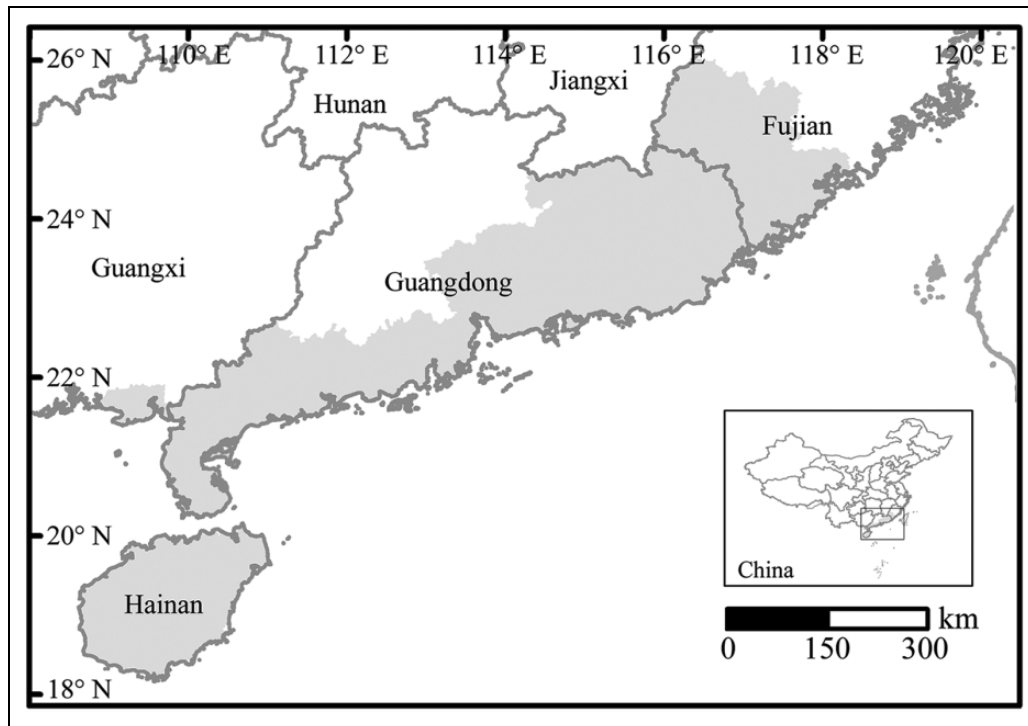 110° E 112° E 114° E 116° E 118° E 120° E
26° N
Jiangxi
Hunan
Fujian
24° N
Guangxi
Guangdong
22° N
20° N
China
Hainan
km
0 150 300
18° N